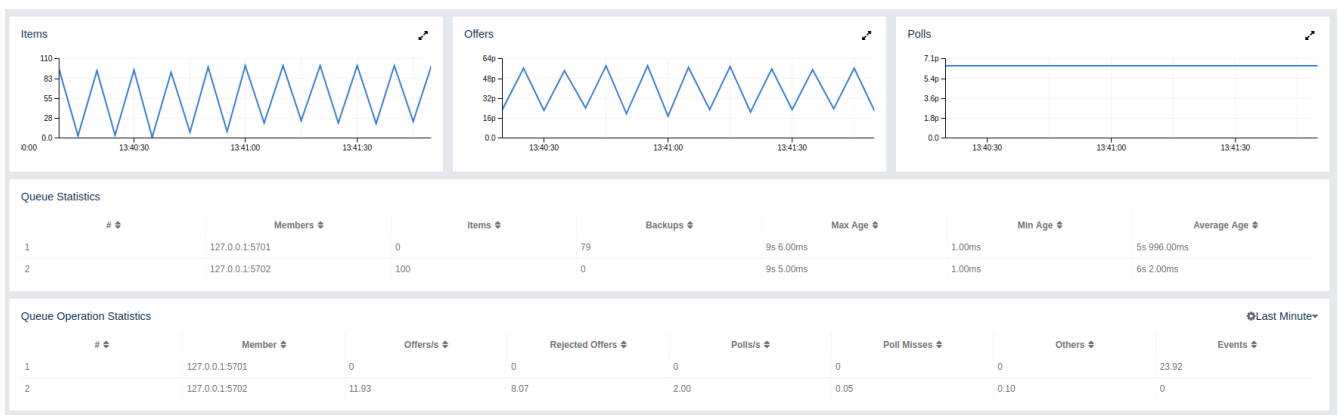 Items
Offers
Polls
110
83
55
28
0.0
:0:00
13:40:30
13:41:00
13:41:30
64p
48p
32p
16p
0.0
13:40:30
13:41:00
13:41:30
7.1p
5.4p
3.6p
1.8p
0.0
13:40:30
13:41:00
13:41:30
Queue Statistics
# Members Items Backups Max Age Min Age Average Age
1 127.0.0.1:5701 0 79 9s 6.00ms 1.00ms 5s 996.00ms
2 127.0.0.1:5702 100 0 9s 5.00ms 1.00ms 6s 2.00ms
Queue Operation Statistics Last Minute
# Member Offers/s Rejected Offers Polls/s Poll Misses Others Events
1 127.0.0.1:5701 0 0 0 0 0 23.92
2 127.0.0.1:5702 11.93 8.07 2.00 0.05 0.10 0